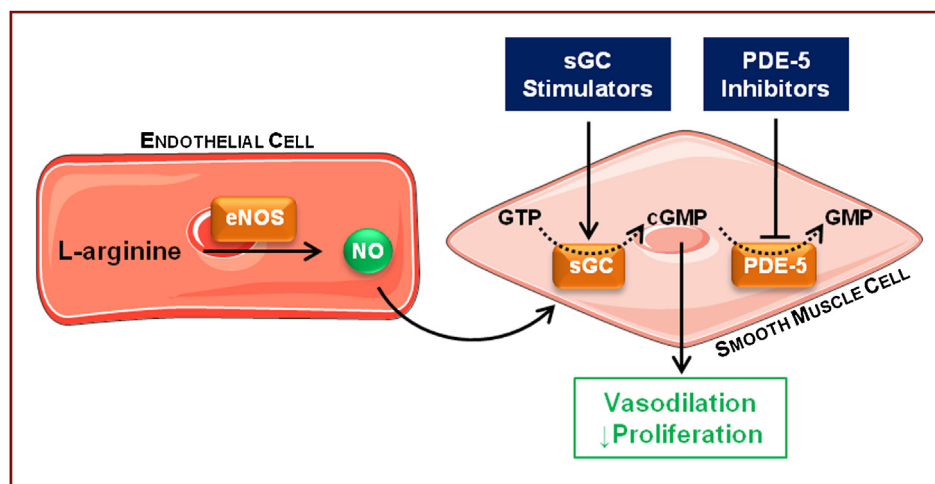 sGC
Stimulators
PDE-5
Inhibitors
ENDOTHELIAL CELL
eNOS
L-arginine
NO
GTP
cGMP
GMP
sGC
PDE-5
SMOOTH MUSCLE CELL
Vasodilation
↓Proliferation